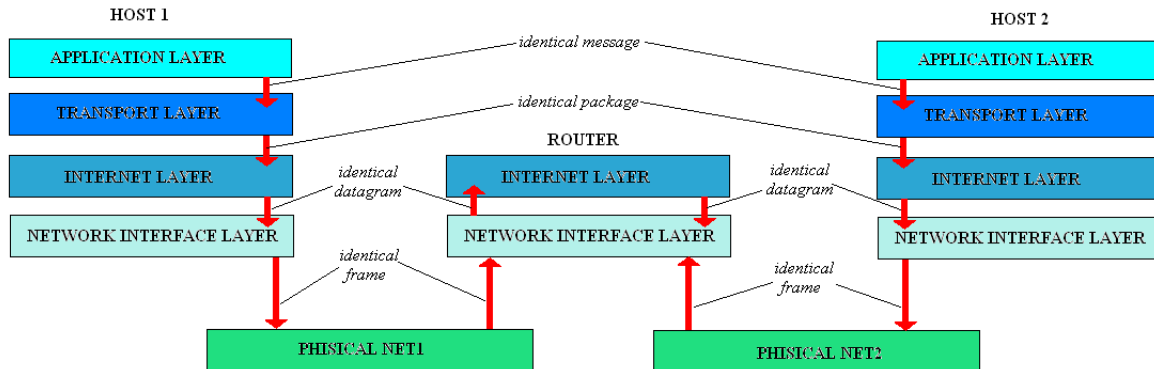 HOST 1
HOST 2
APPLICATION LAYER
identical message
APPLICATION LAYER
TRANSPORT LAYER
identical package
TRANSPORT LAYER
ROUTER
INTERNET LAYER
identical
datagram
INTERNET LAYER
identical
datagram
INTERNET LAYER
NETWORK INTERFACE LAYER
NETWORK INTERFACE LAYER
NETWORK INTERFACE LAYER
identical
frame
identical
frame
PHISICAL NET1
PHISICAL NET2